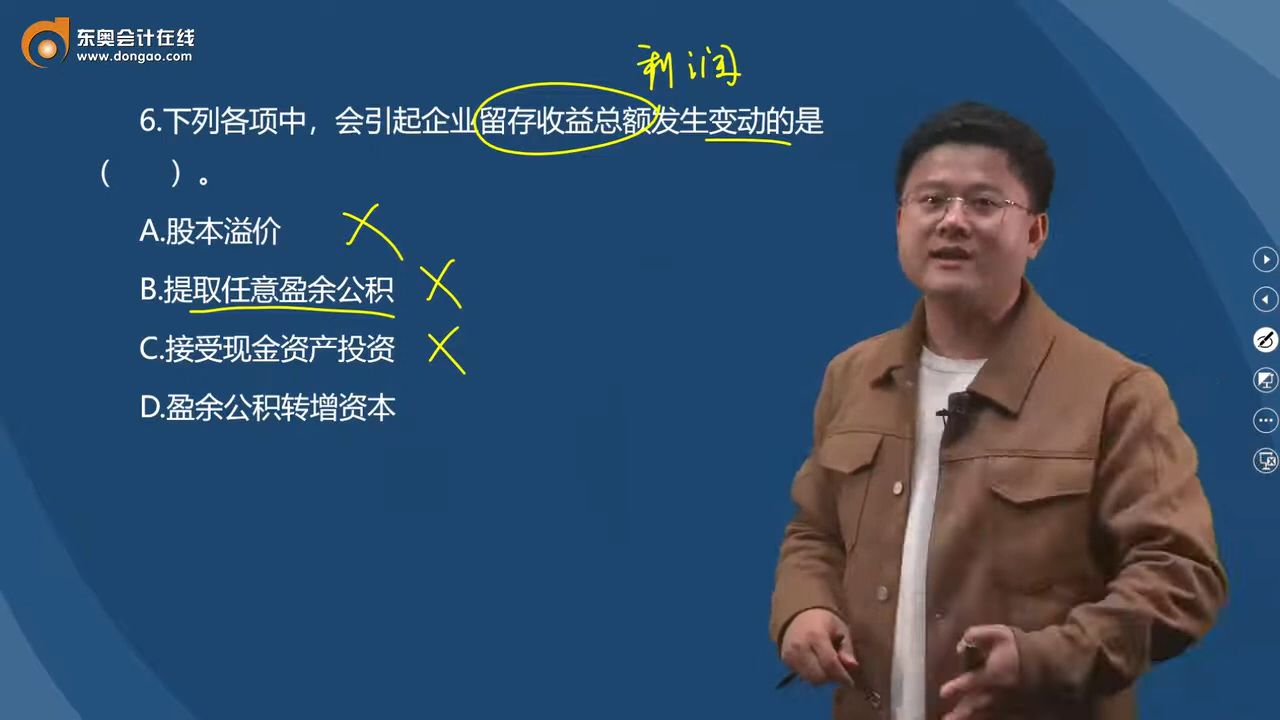 东奥会计在线
www.dongao.com
利润
6.下列各项中，会引起企业留存收益总额发生变动的是
（ ）。
A.股本溢价
B.提取任意盈余公积
C.接受现金资产投资
D.盈余公积转增资本